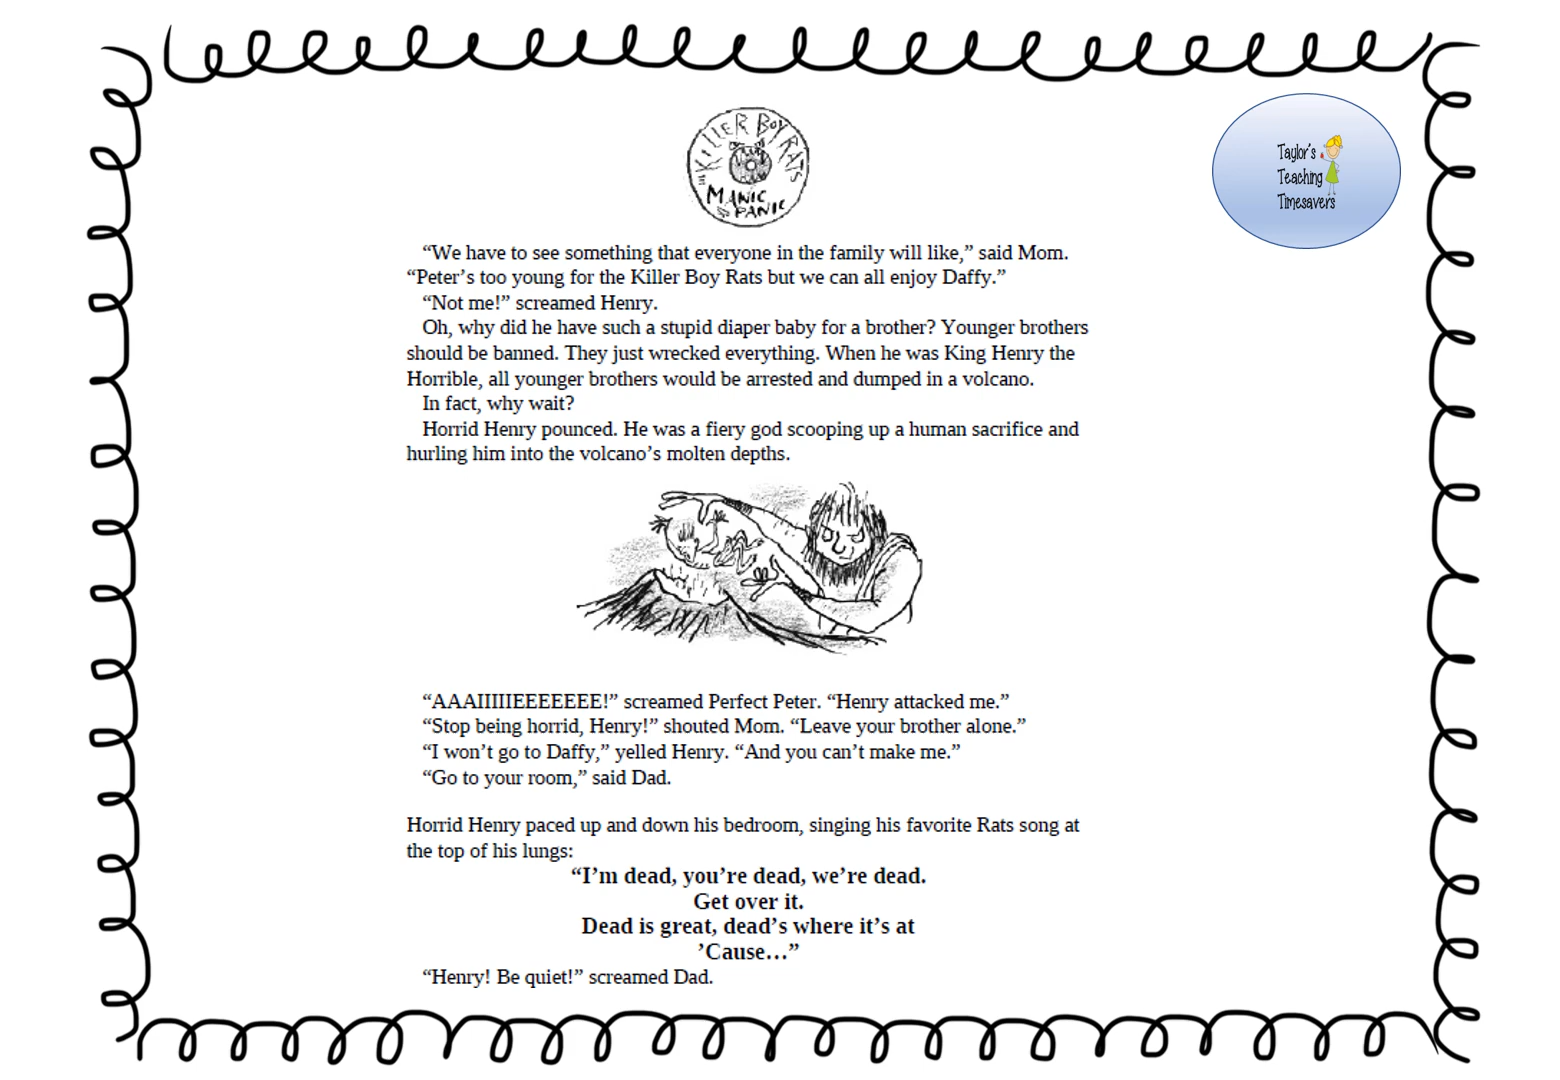 THE KILLER BOY RATS
MANIC
PANIC
Taylor's
Teaching
Timesavers
“We have to see something that everyone in the family will like,” said Mom.
“Peter’s too young for the Killer Boy Rats but we can all enjoy Daffy.”
“Not me!” screamed Henry.
Oh, why did he have such a stupid diaper baby for a brother? Younger brothers
should be banned. They just wrecked everything. When he was King Henry the
Horrible, all younger brothers would be arrested and dumped in a volcano.
In fact, why wait?
Horrid Henry pounced. He was a fiery god scooping up a human sacrifice and
hurling him into the volcano’s molten depths.
“AAAIIIIIEEEEEEE!” screamed Perfect Peter. “Henry attacked me.”
“Stop being horrid, Henry!” shouted Mom. “Leave your brother alone.”
“I won’t go to Daffy,” yelled Henry. “And you can’t make me.”
“Go to your room,” said Dad.
Horrid Henry paced up and down his bedroom, singing his favorite Rats song at
the top of his lungs:
“I’m dead, you’re dead, we’re dead.
Get over it.
Dead is great, dead’s where it’s at
’Cause…”
“Henry! Be quiet!” screamed Dad.